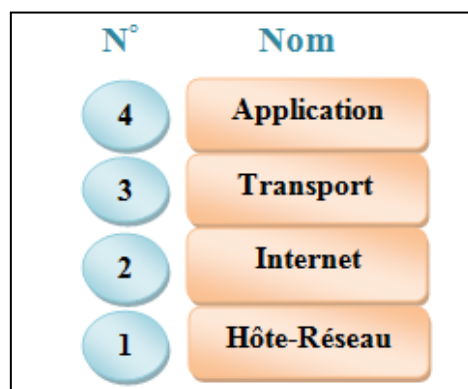 N° Nom
4 Application
3 Transport
2 Internet
1 Hôte-Réseau